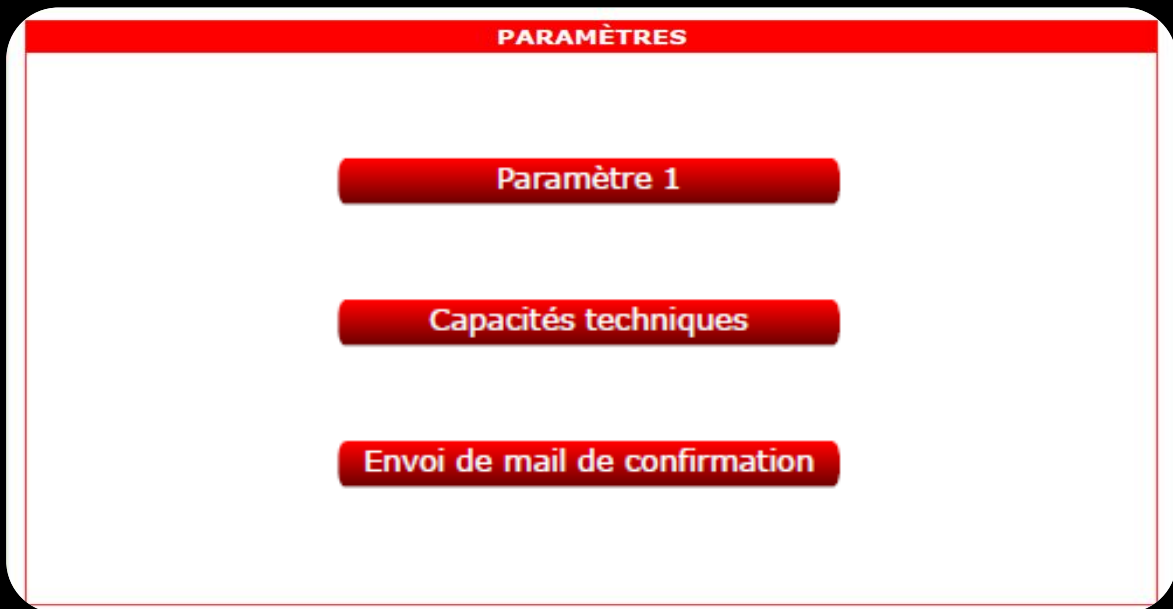 PARAMÈTRES
Paramètre 1
Capacités techniques
Envoi de mail de confirmation